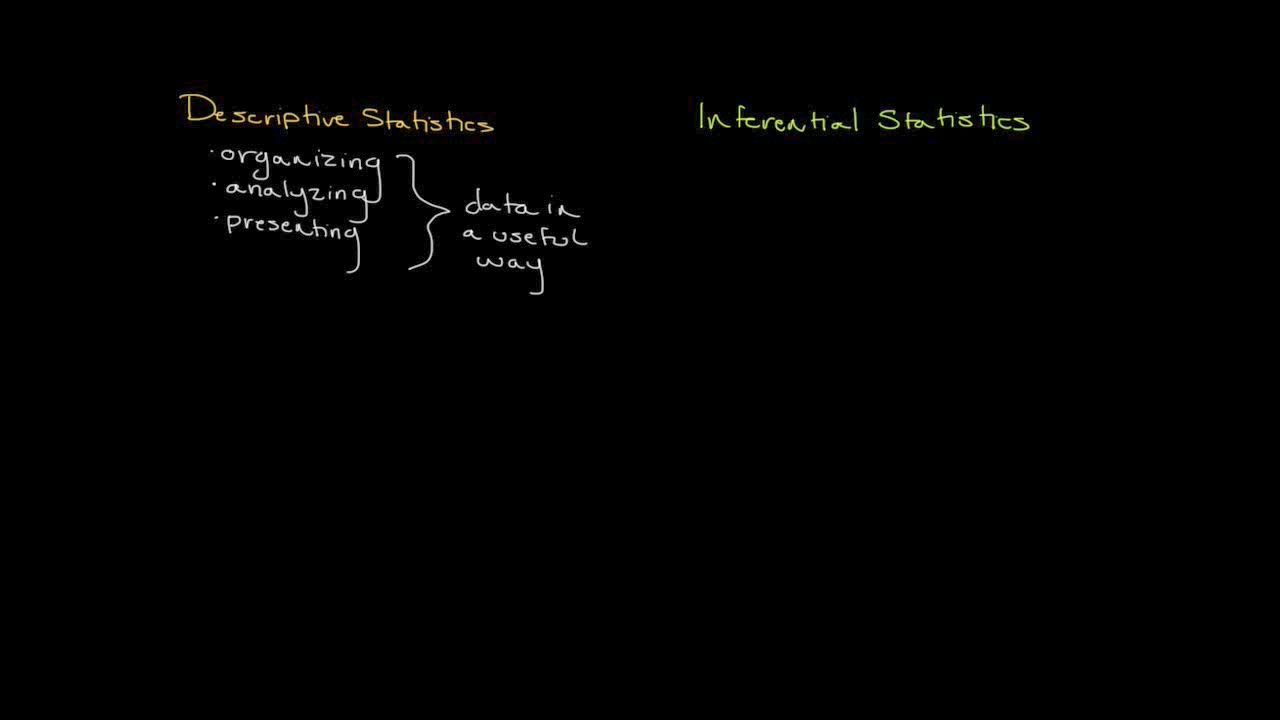 Descriptive Statistics
· organizing
· analyzing
· presenting
data in
a useful
way
Inferential Statistics